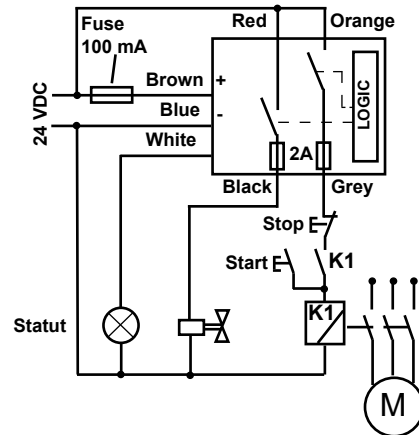 Fuse
100 mA
Red
Orange
Brown
+
Blue
-
White
24 VDC
LOGIC
2A
Black
Grey
Stop
Start
K1
K1
Statut
M